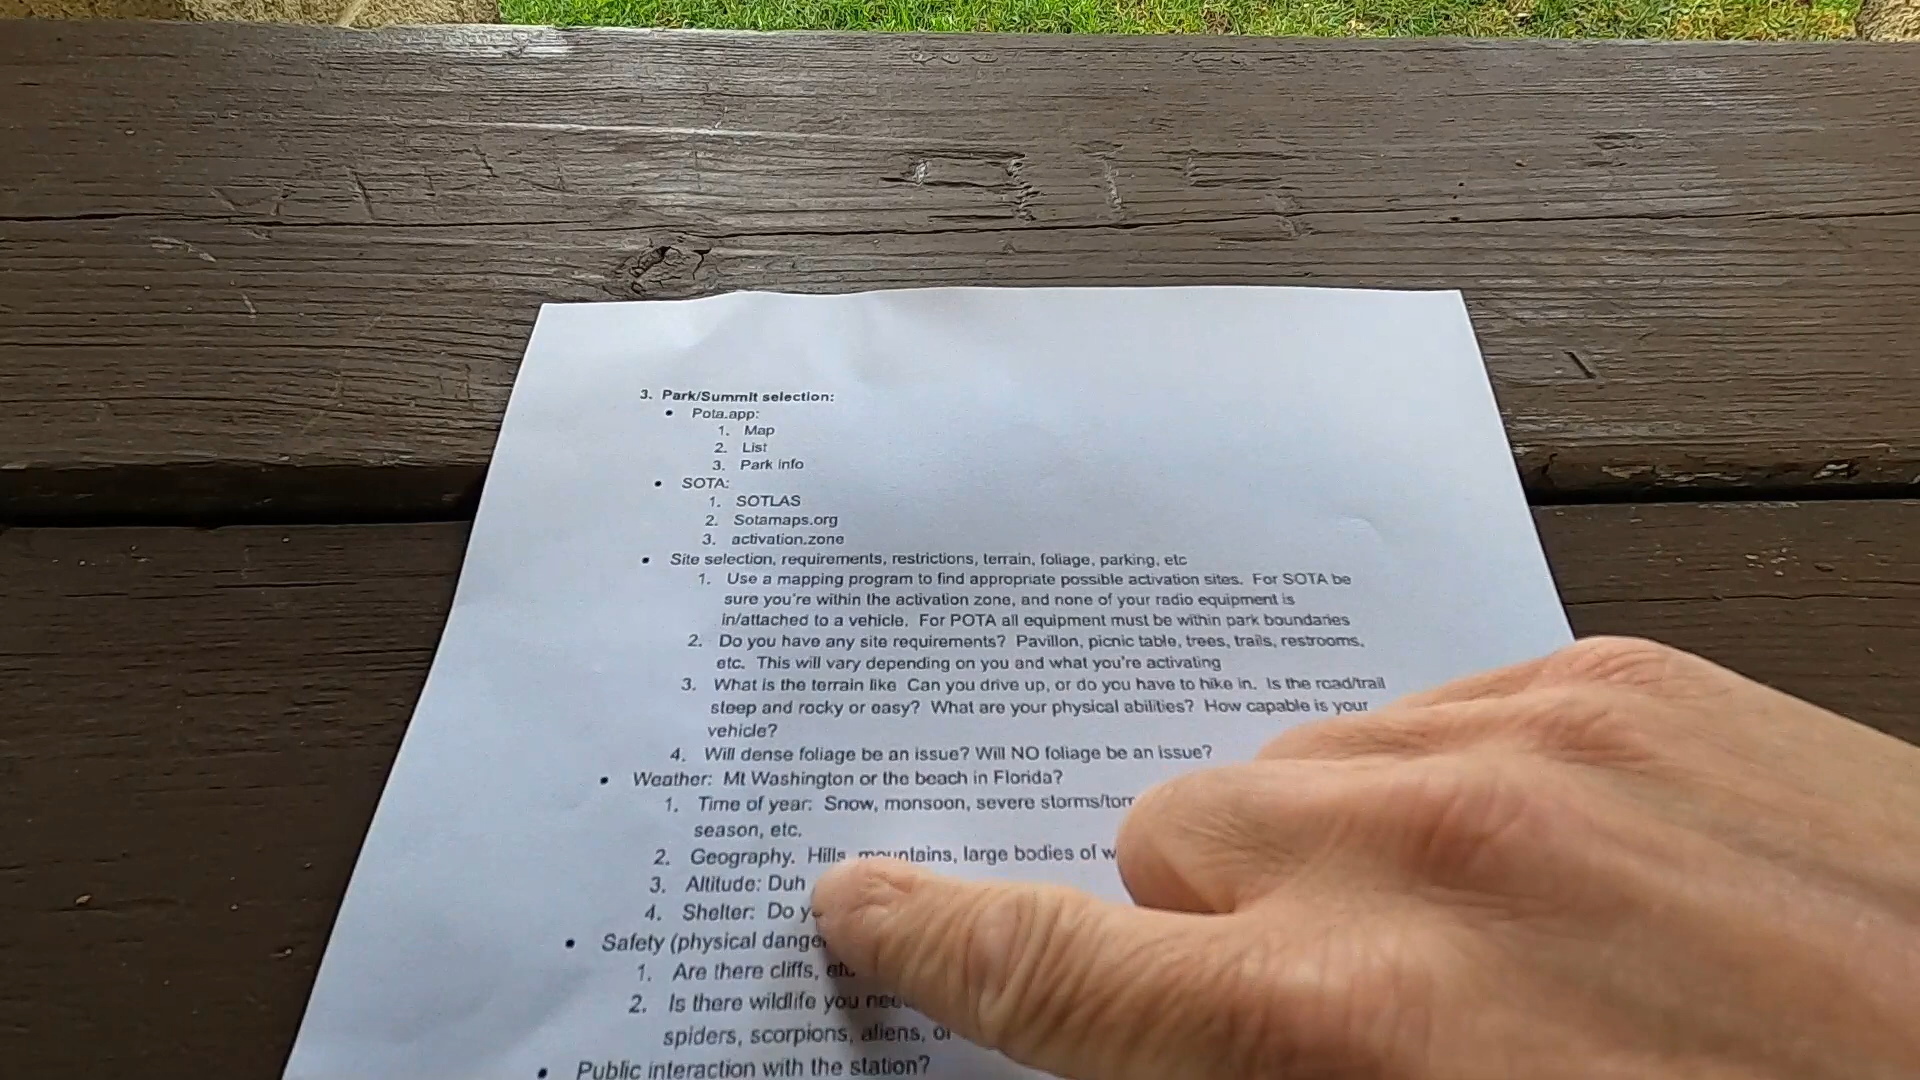 3. Park/Summit selection:
• Pota.app:
1. Map
2. List
3. Park info
• SOTA:
1. SOTLAS
2. Sotamaps.org
3. activation.zone
• Site selection, requirements, restrictions, terrain, foliage, parking, etc
1. Use a mapping program to find appropriate possible activation sites. For SOTA be
sure you're within the activation zone, and none of your radio equipment is
in/attached to a vehicle. For POTA all equipment must be within park boundaries
2. Do you have any site requirements? Pavillon, picnic table, trees, trails, restrooms,
etc. This will vary depending on you and what you're activating
3. What is the terrain like Can you drive up, or do you have to hike in. Is the road/trail
steep and rocky or easy? What are your physical abilities? How capable is your
vehicle?
4. Will dense foliage be an issue? Will NO foliage be an issue?
• Weather: Mt Washington or the beach in Florida?
1. Time of year: Snow, monsoon, severe
season, etc.
2. Geography. Hills, mountains, large bodies of
3. Altitude: Duh
4. Shelter: Do
• Safety (physical
1. Are there cliffs, etc
2. Is there wildlife you
spiders, scorpions, aliens, or
• Public interaction with the station?